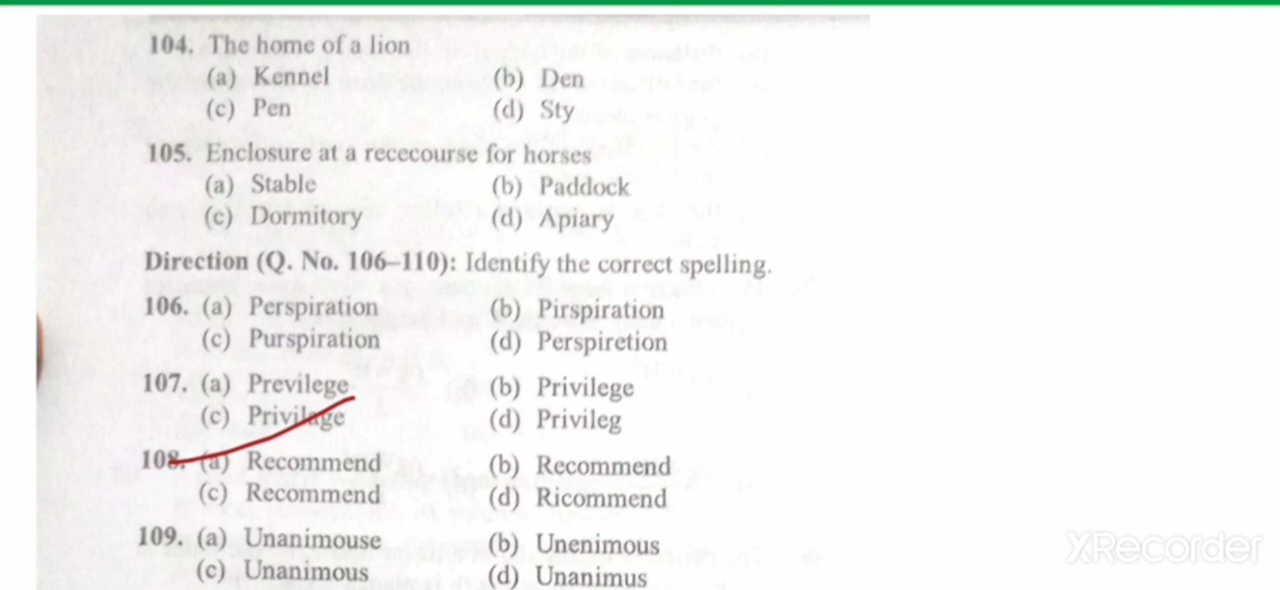 104. The home of a lion
(a) Kennel (b) Den
(c) Pen (d) Sty
105. Enclosure at a rececourse for horses
(a) Stable (b) Paddock
(c) Dormitory (d) Apiary
Direction (Q. No. 106–110): Identify the correct spelling.
106. (a) Perspiration (b) Pirspiration
(c) Purspiration (d) Perspiretion
107. (a) Previlege (b) Privilege
(c) Privilage (d) Privileg
108. (a) Recommend (b) Recommend
(c) Recommend (d) Ricommend
109. (a) Unanimouse (b) Unenimous
(c) Unanimous (d) Unanimus
XRecorder